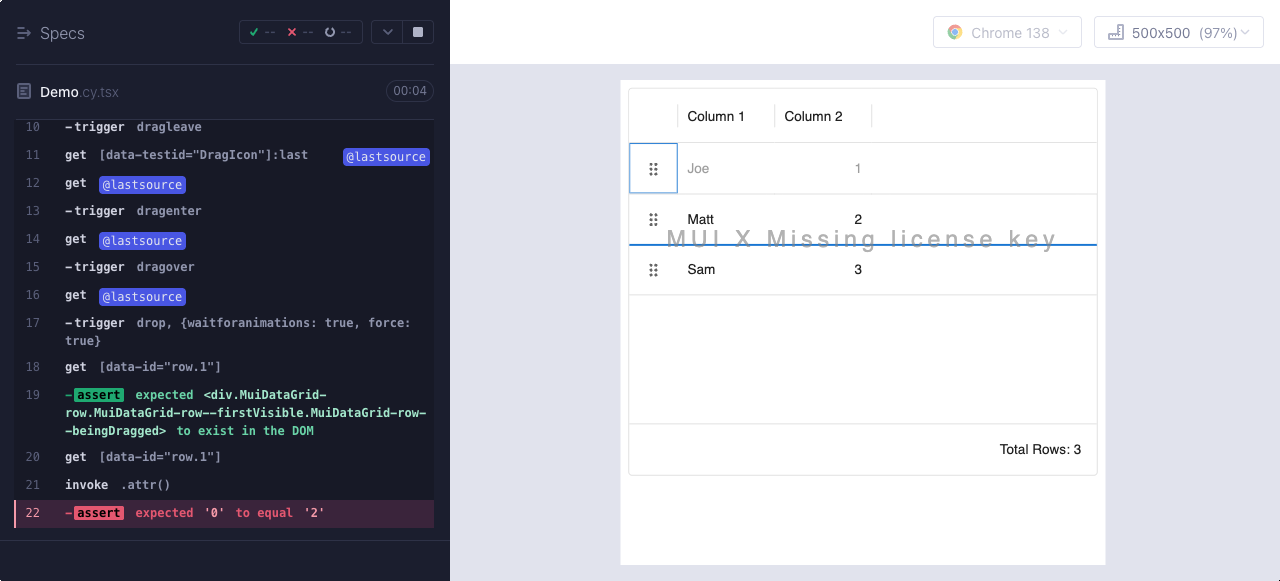 Specs
-- -- --
Chrome 138
500x500 (97%)
Demo.cy.tsx
00:04
10 -trigger dragleave
11 get [data-testid="DragIcon"]:last @lastsource
12 get @lastsource
13 -trigger dragenter
14 get @lastsource
15 -trigger dragover
16 get @lastsource
17 -trigger drop, {waitforanimations: true, force:
true}
18 get [data-id="row.1"]
19 -assert expected <div.MuiDataGrid-
row.MuiDataGrid-row--firstVisible.MuiDataGrid-row-
-beingDragged> to exist in the DOM
20 get [data-id="row.1"]
21 invoke .attr()
22 -assert expected '0' to equal '2'
Column 1 Column 2
Joe 1
Matt 2
MUI X Missing license key
Sam 3
Total Rows: 3